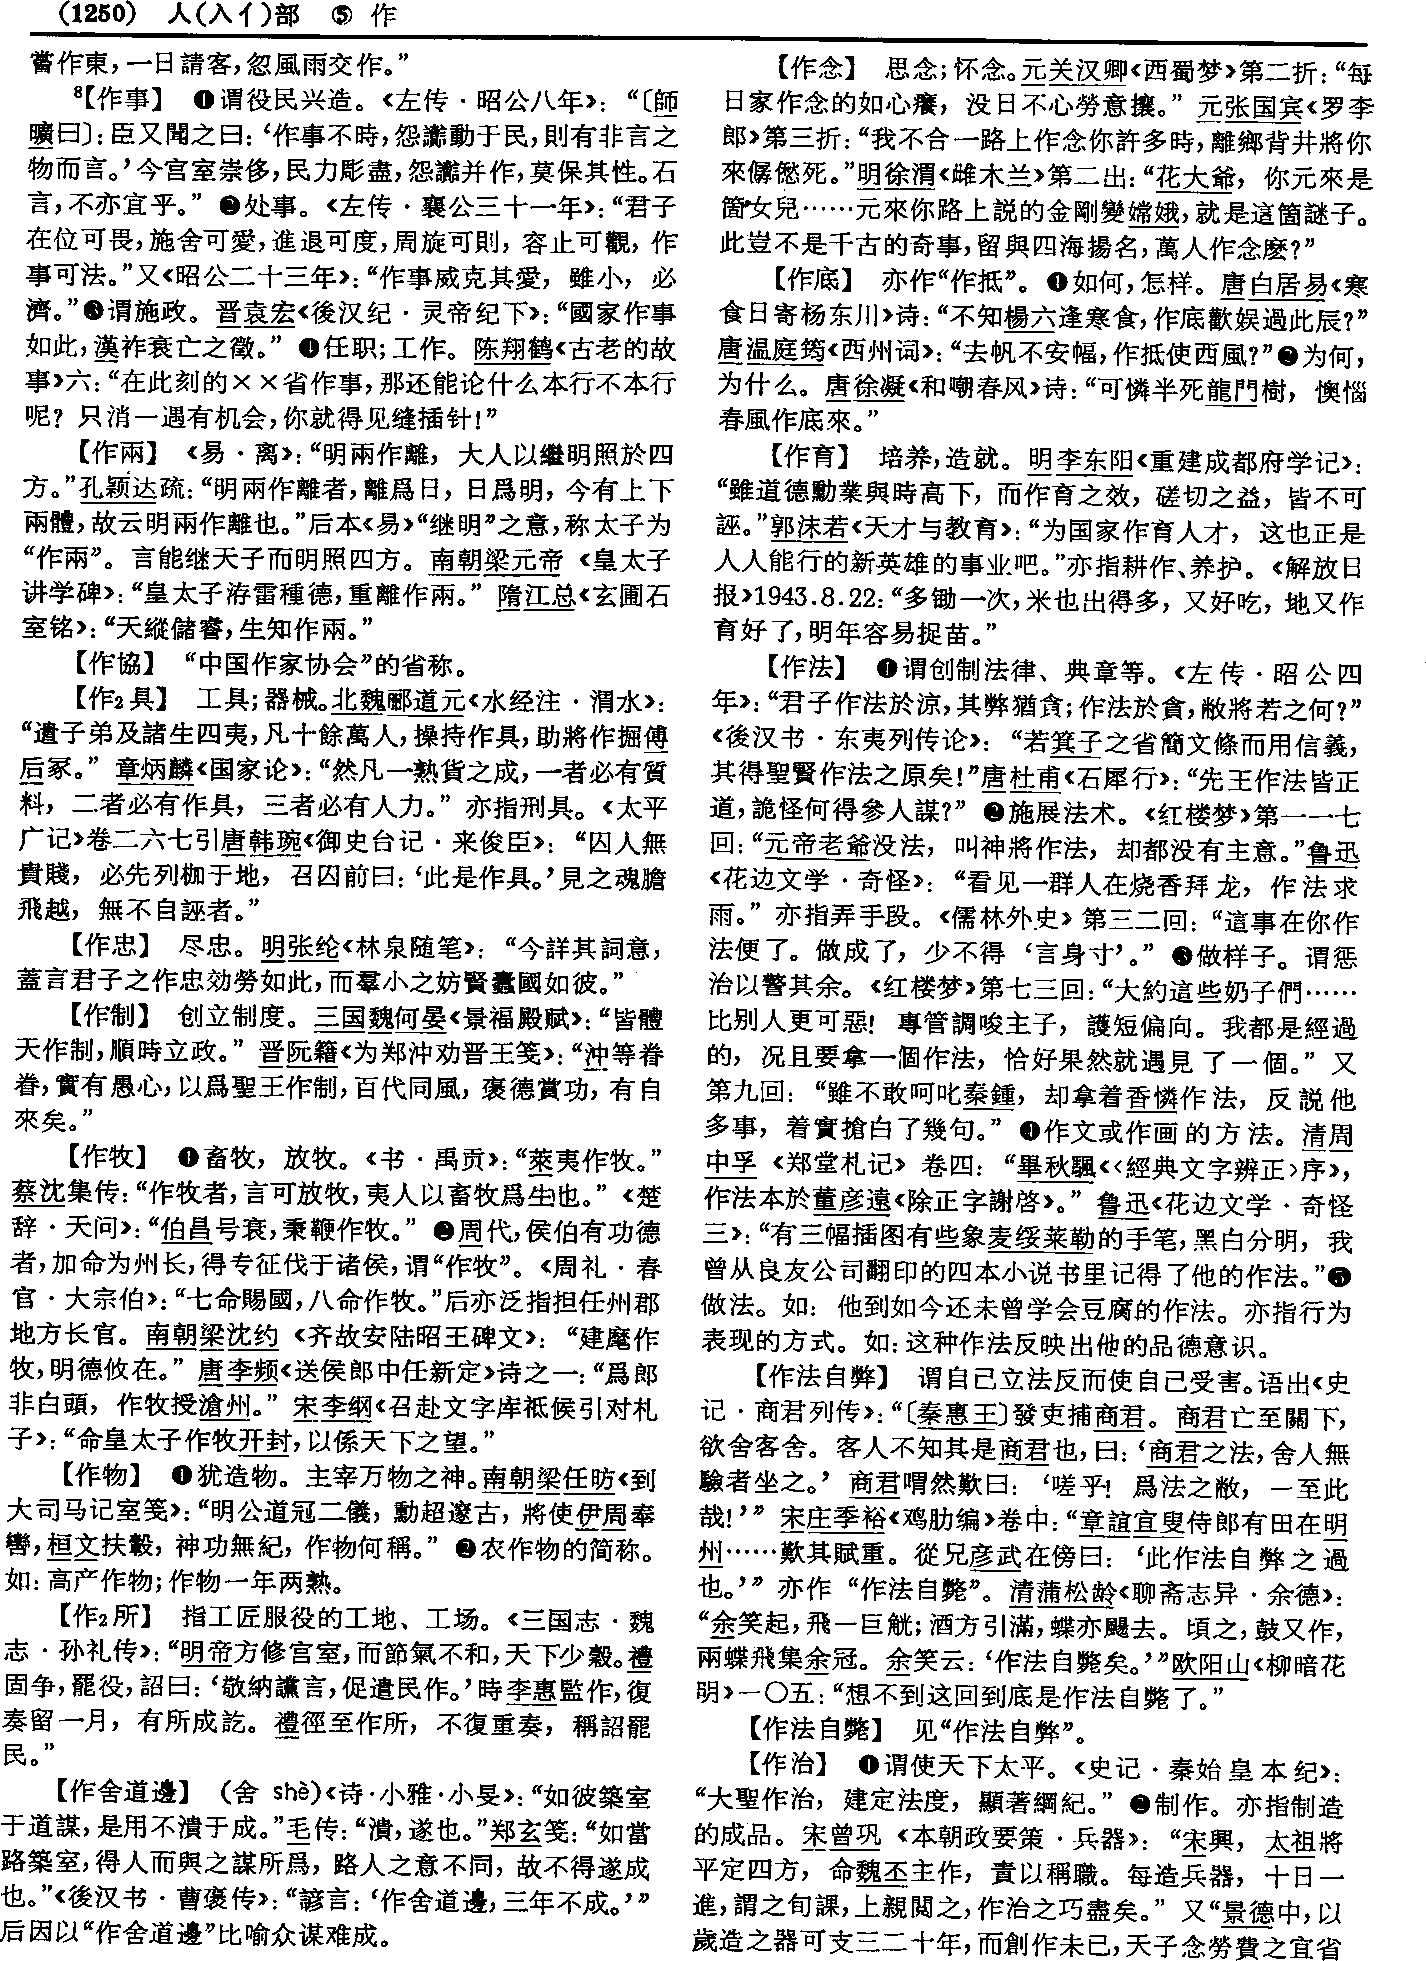 (1250) 人(入亻)部 ⑤ 作
嘗作東，一日請客，忽風雨交作。”
8【作事】 ❶谓役民兴造。《左传·昭公八年》：“〔師
曠曰〕：臣又聞之曰：‘作事不時，怨讟動于民，則有非言之
物而言。’今宫室崇侈，民力彫盡，怨讟并作，莫保其性。石
言，不亦宜乎。” ❷处事。《左传·襄公三十一年》：“君子
在位可畏，施舍可愛，進退可度，周旋可則，容止可觀，作
事可法。”又《昭公二十三年》：“作事威克其愛，雖小，必
濟。”❸谓施政。晋袁宏《後汉纪·灵帝纪下》：“國家作事
如此，漢祚衰亡之徵。” ❹任职；工作。陈翔鹤《古老的故
事》六：“在此刻的××省作事，那还能论什么本行不本行
呢？只消一遇有机会，你就得见缝插针！”
【作兩】 《易·离》：“明兩作離，大人以繼明照於四
方。”孔颖达疏：“明兩作離者，離爲日，日爲明，今有上下
兩體，故云明兩作離也。”后本《易》“继明”之意，称太子为
“作兩”。言能继天子而明照四方。南朝梁元帝《皇太子
讲学碑》：“皇太子洊雷種德，重離作兩。” 隋江总《玄圃石
室铭》：“天縱儲睿，生知作兩。”
【作協】 “中国作家协会”的省称。
【作₂具】 工具；器械。北魏郦道元《水经注·渭水》：
“遣子弟及諸生四夷，凡十餘萬人，操持作具，助將作掘傅
后冢。” 章炳麟《国家论》：“然凡一熟貨之成，一者必有質
料，二者必有作具，三者必有人力。” 亦指刑具。《太平
广记》卷二六七引唐韩琬《御史台记·来俊臣》：“囚人無
貴賤，必先列枷于地，召囚前曰：‘此是作具。’見之魂膽
飛越，無不自誣者。”
【作忠】 尽忠。明张纶《林泉随笔》：“今詳其詞意，
蓋言君子之作忠効勞如此，而羣小之妨賢蠹國如彼。”
【作制】 创立制度。三国魏何晏《景福殿赋》：“皆體
天作制，順時立政。” 晋阮籍《为郑沖劝晋王笺》：“沖等眷
眷，實有愚心，以爲聖王作制，百代同風，褒德賞功，有自
來矣。”
【作牧】 ❶畜牧，放牧。《书·禹贡》：“萊夷作牧。”
蔡沈集传：“作牧者，言可放牧，夷人以畜牧爲生也。”《楚
辞·天问》：“伯昌号衰，秉鞭作牧。” ❷周代，侯伯有功德
者，加命为州长，得专征伐于诸侯，谓“作牧”。《周礼·春
官·大宗伯》：“七命賜國，八命作牧。”后亦泛指担任州郡
地方长官。南朝梁沈约《齐故安陆昭王碑文》：“建麾作
牧，明德攸在。” 唐李频《送侯郎中任新定》诗之一：“爲郎
非白頭，作牧授滄州。” 宋李纲《召赴文字库祇候引对札
子》：“命皇太子作牧开封，以係天下之望。”
【作物】 ❶犹造物。主宰万物之神。南朝梁任昉《到
大司马记室笺》：“明公道冠二儀，勳超邃古，將使伊周奉
轡，桓文扶轂，神功無紀，作物何稱。” ❷农作物的简称。
如：高产作物；作物一年两熟。
【作₂所】 指工匠服役的工地、工场。《三国志·魏
志·孙礼传》：“明帝方修宫室，而節氣不和，天下少穀。禮
固争，罷役，詔曰：‘敬納讜言，促遣民作。’時李惠監作，復
奏留一月，有所成訖。禮徑至作所，不復重奏，稱詔罷
民。”
【作舍道邊】 (舍 shè)《诗·小雅·小旻》：“如彼築室
于道謀，是用不潰于成。”毛传：“潰，遂也。”郑玄笺：“如當
路築室，得人而與之謀所爲，路人之意不同，故不得遂成
也。”《後汉书·曹褒传》：“諺言：‘作舍道邊，三年不成。’”
后因以“作舍道邊”比喻众谋难成。
【作念】 思念；怀念。元关汉卿《西蜀梦》第二折：“每
日家作念的如心癢，没日不心勞意攘。” 元张国宾《罗李
郎》第三折：“我不合一路上作念你許多時，離鄉背井將你
來僝僽死。”明徐渭《雌木兰》第二出：“花大爺，你元來是
箇女兒……元來你路上説的金剛變嫦娥，就是這箇謎子。
此豈不是千古的奇事，留與四海揚名，萬人作念麽？”
【作底】 亦作“作抵”。❶如何，怎样。唐白居易《寒
食日寄杨东川》诗：“不知楊六逢寒食，作底歡娱過此辰？”
唐温庭筠《西州词》：“去帆不安幅，作抵使西風？”❷为何，
为什么。唐徐凝《和嘲春风》诗：“可憐半死龍門樹，懊惱
春風作底來。”
【作育】 培养，造就。明李东阳《重建成都府学记》：
“雖道德勳業與時高下，而作育之效，磋切之益，皆不可
誣。”郭沫若《天才与教育》：“为国家作育人才，这也正是
人人能行的新英雄的事业吧。”亦指耕作、养护。《解放日
报》1943.8.22：“多锄一次，米也出得多，又好吃，地又作
育好了，明年容易捉苗。”
【作法】 ❶谓创制法律、典章等。《左传·昭公四
年》：“君子作法於涼，其弊猶貪；作法於貪，敝將若之何？”
《後汉书·东夷列传论》：“若箕子之省簡文條而用信義，
其得聖賢作法之原矣！”唐杜甫《石犀行》：“先王作法皆正
道，詭怪何得參人謀？” ❷施展法术。《红楼梦》第一一七
回：“元帝老爺没法，叫神將作法，却都没有主意。”鲁迅
《花边文学·奇怪》：“看见一群人在烧香拜龙，作法求
雨。” 亦指弄手段。《儒林外史》第三二回：“這事在你作
法便了。做成了，少不得‘言身寸’。” ❸做样子。谓惩
治以警其余。《红楼梦》第七三回：“大約這些奶子們……
比别人更可惡！專管調唆主子，護短偏向。我都是經過
的，况且要拿一個作法，恰好果然就遇見了一個。” 又
第九回：“雖不敢呵叱秦鍾，却拿着香憐作法，反説他
多事，着實搶白了幾句。” ❹作文或作画的方法。清周
中孚《郑堂札记》卷四：“畢秋颿《〈經典文字辨正〉序》，
作法本於董彦遠《除正字謝啓》。” 鲁迅《花边文学·奇怪
三》：“有三幅插图有些象麦绥莱勒的手笔，黑白分明，我
曾从良友公司翻印的四本小说书里记得了他的作法。”❺
做法。如：他到如今还未曾学会豆腐的作法。亦指行为
表现的方式。如：这种作法反映出他的品德意识。
【作法自弊】 谓自己立法反而使自己受害。语出《史
记·商君列传》：“〔秦惠王〕發吏捕商君。商君亡至關下，
欲舍客舍。客人不知其是商君也，曰：‘商君之法，舍人無
驗者坐之。’ 商君喟然歎曰：‘嗟乎！爲法之敝，一至此
哉！’” 宋庄季裕《鸡肋编》卷中：“章誼宜叟侍郎有田在明
州……歎其賦重。從兄彦武在傍曰：‘此作法自弊之過
也。’” 亦作“作法自斃”。清蒲松龄《聊斋志异·余德》：
“余笑起，飛一巨觥；酒方引滿，蝶亦颺去。頃之，鼓又作，
兩蝶飛集余冠。余笑云：‘作法自斃矣。’”欧阳山《柳暗花
明》一〇五：“想不到这回到底是作法自斃了。”
【作法自斃】 见“作法自弊”。
【作治】 ❶谓使天下太平。《史记·秦始皇本纪》：
“大聖作治，建定法度，顯著綱紀。” ❷制作。亦指制造
的成品。宋曾巩《本朝政要策·兵器》：“宋興，太祖將
平定四方，命魏丕主作，責以稱職。每造兵器，十日一
進，謂之旬課，上親閲之，作治之巧盡矣。” 又“景德中，以
歲造之器可支三二十年，而創作未已，天子念勞費之宜省